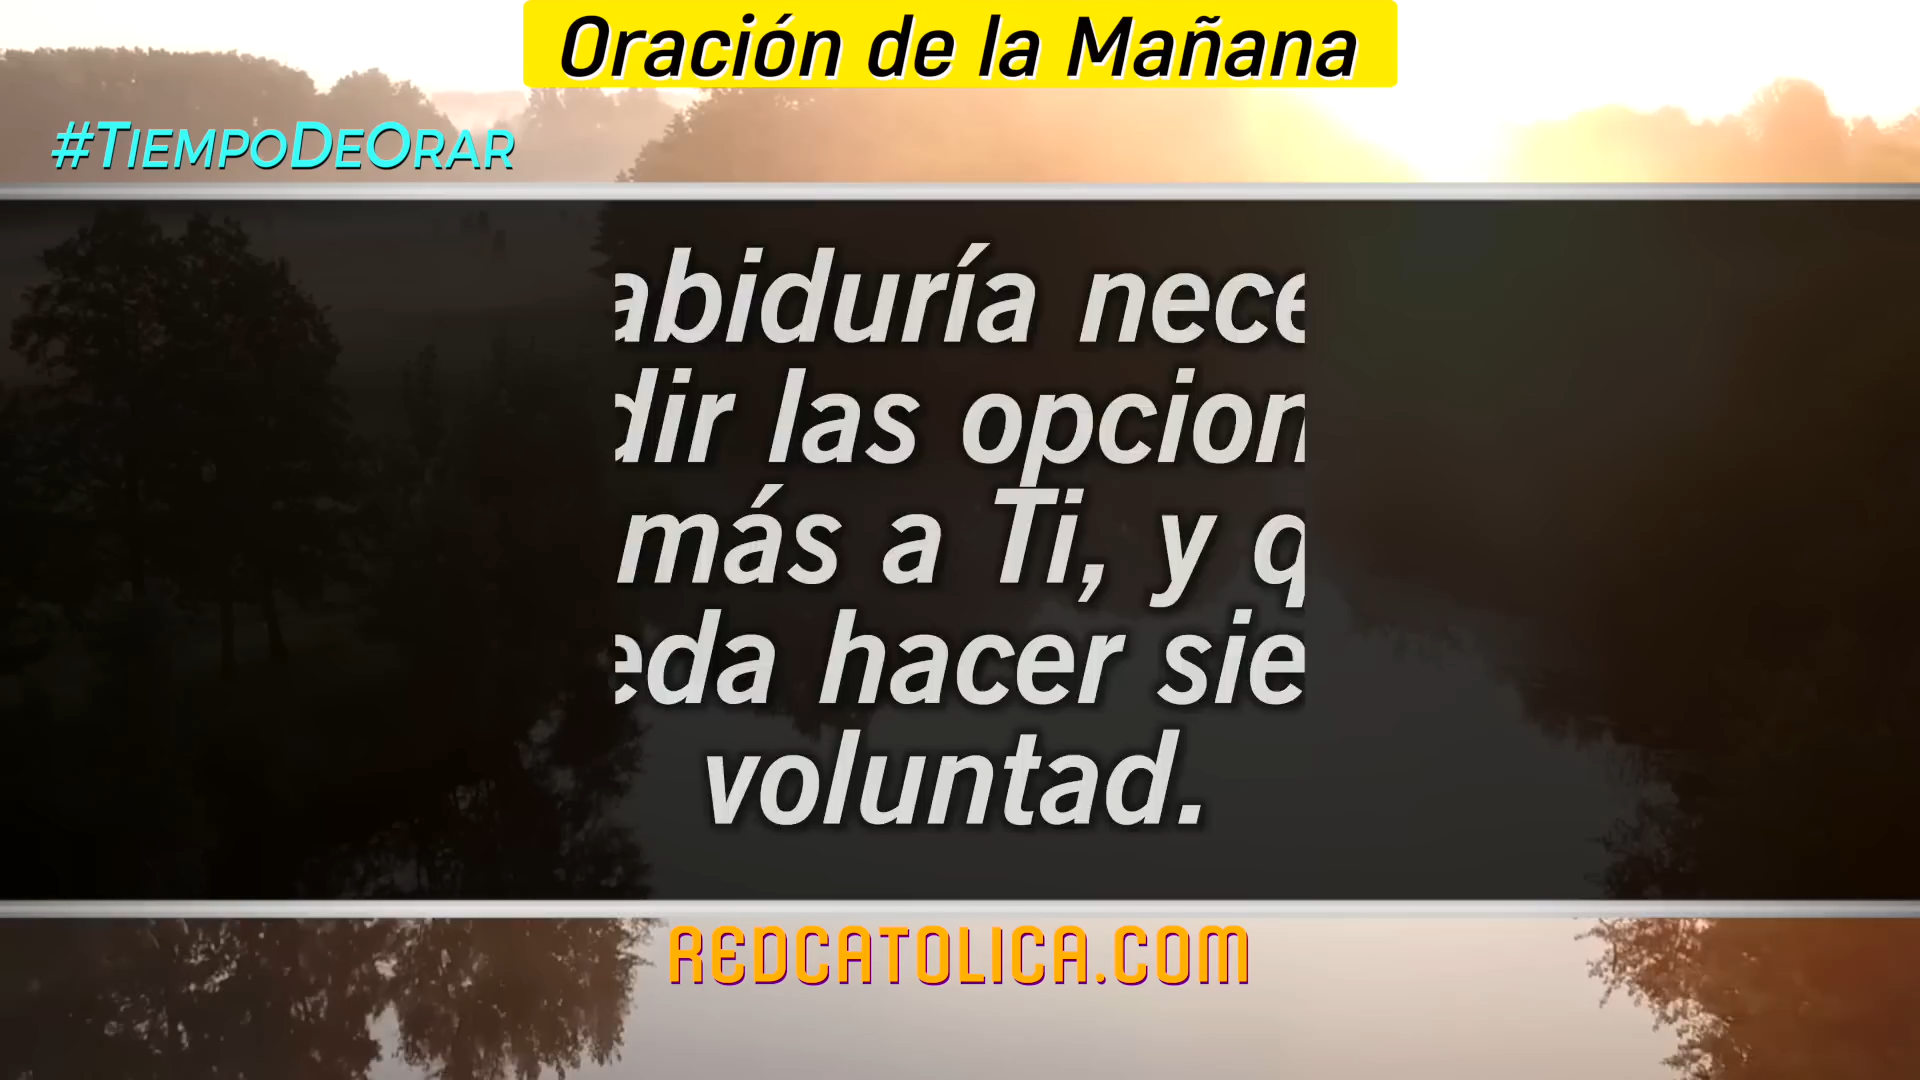 Oración de la Mañana
#TiempoDeOrar
abiduría nece
dir las opcion
más a Ti, y q
eda hacer sie
voluntad.
REDCATOLICA.COM